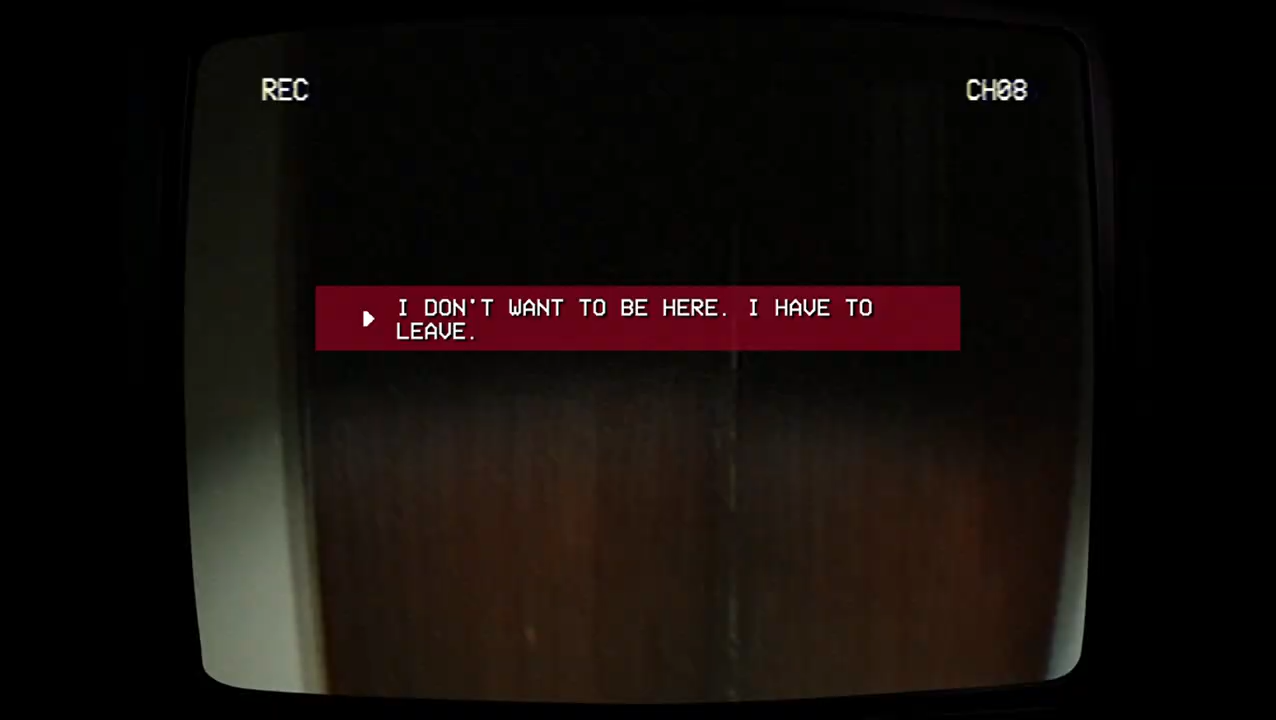 REC
CH08
I DON'T WANT TO BE HERE. I HAVE TO
LEAVE.